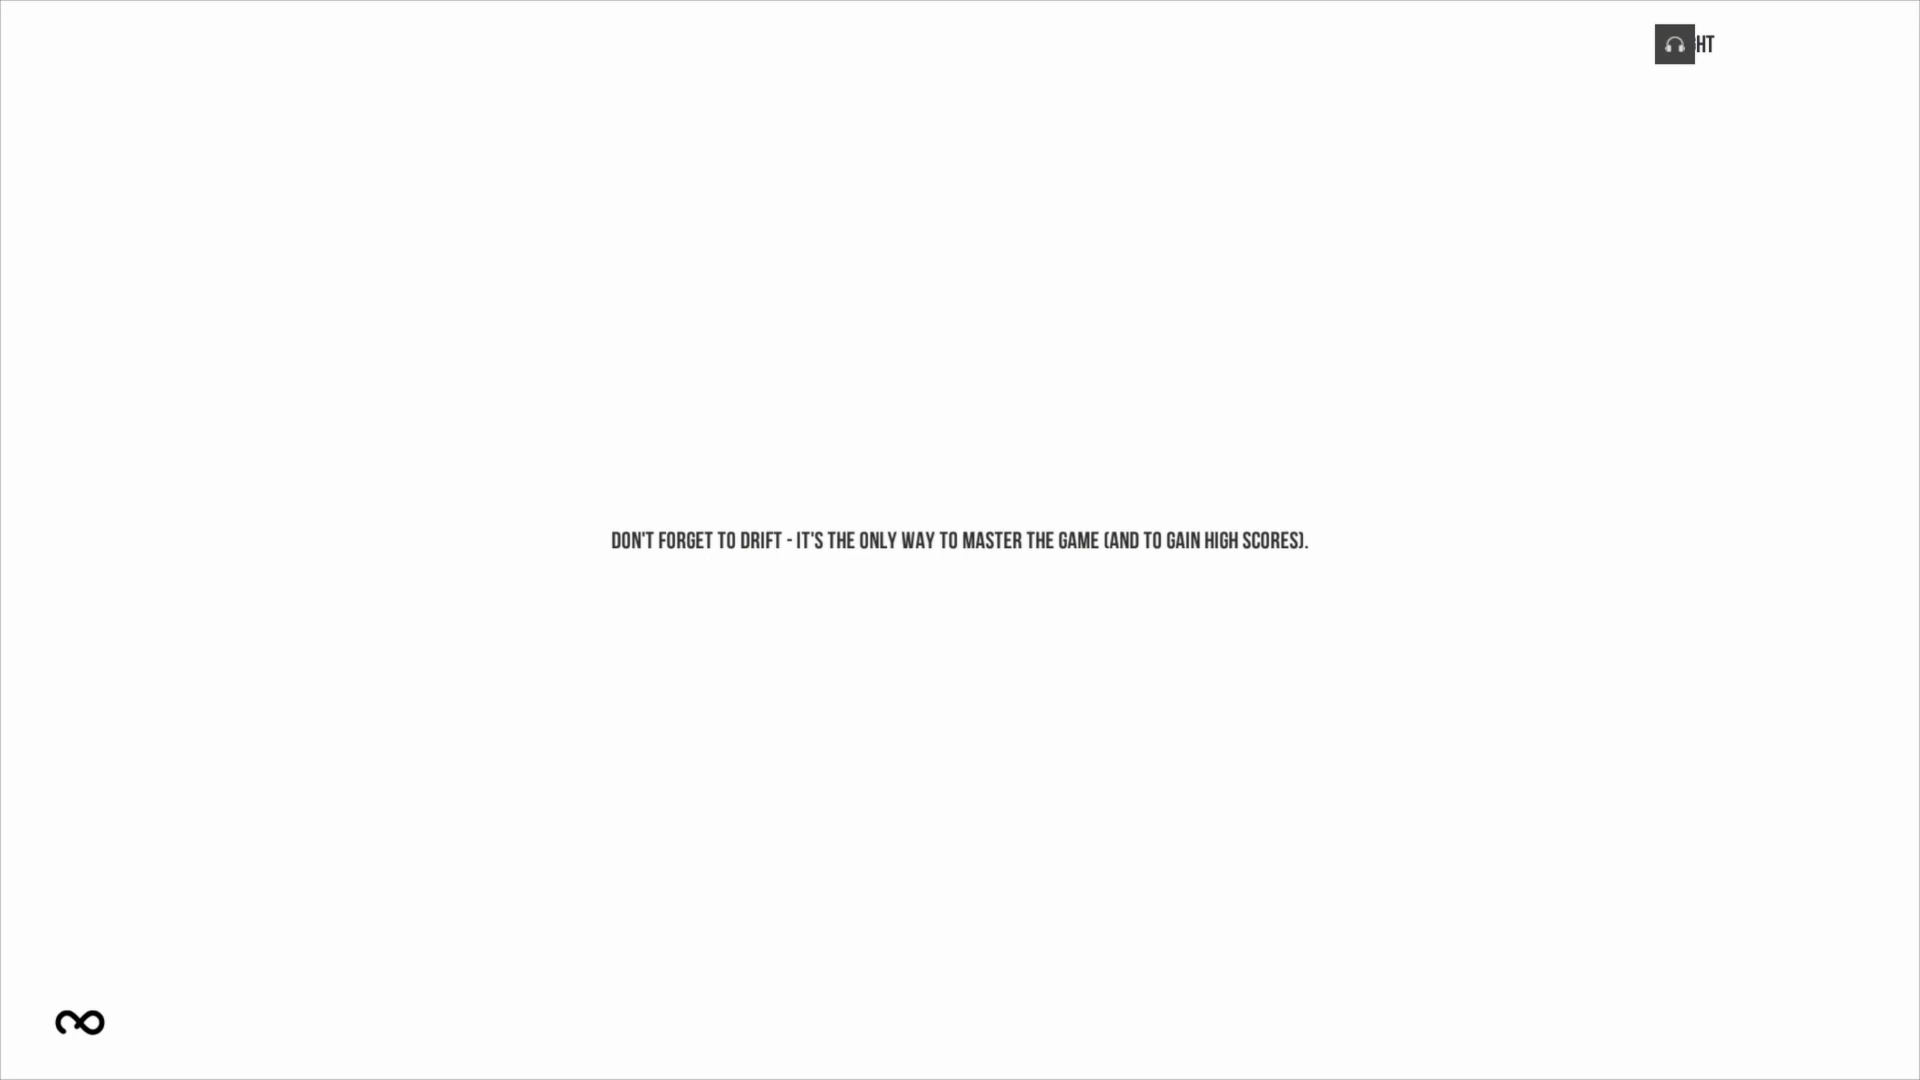 HT
DON'T FORGET TO DRIFT - IT'S THE ONLY WAY TO MASTER THE GAME (AND TO GAIN HIGH SCORES).